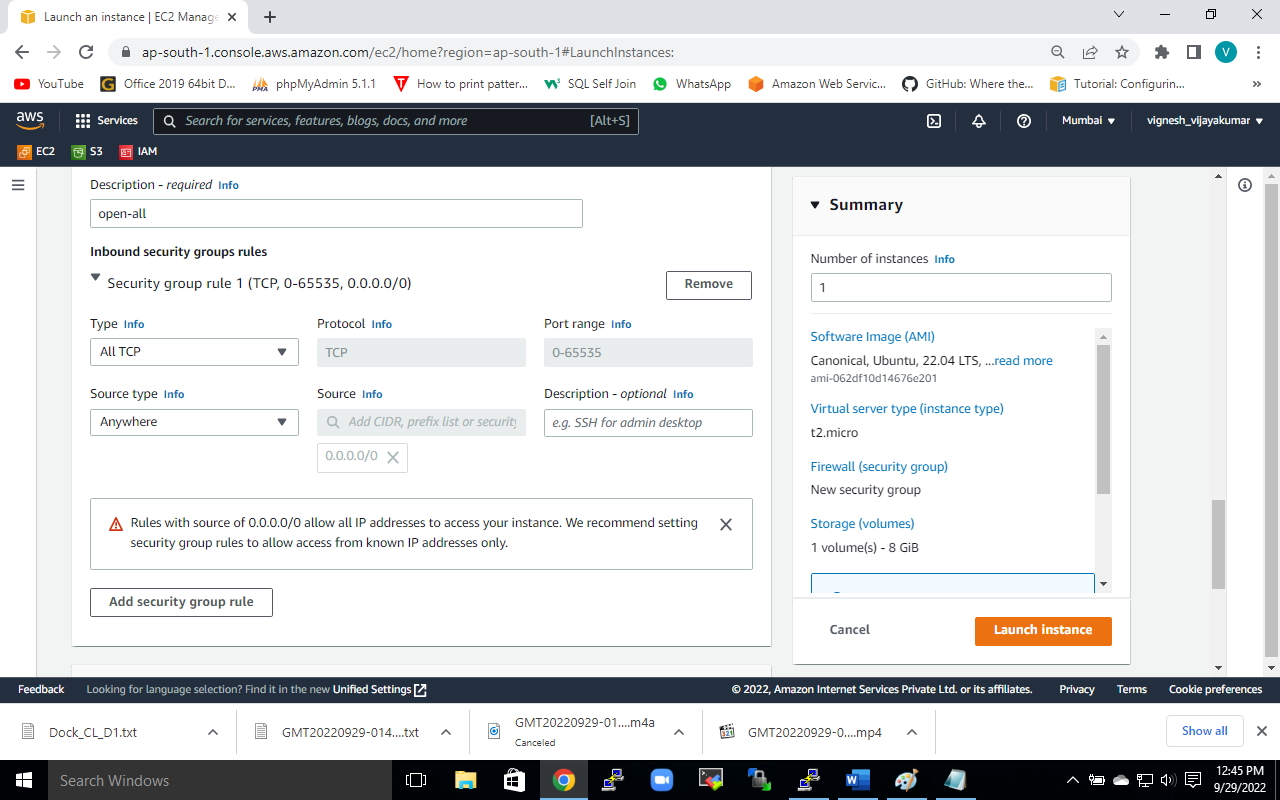 Launch an instance | EC2 Manage
ap-south-1.console.aws.amazon.com/ec2/home?region=ap-south-1#LaunchInstances:
V
YouTube
Office 2019 64bit D...
phpMyAdmin 5.1.1
How to print patter...
SQL Self Join
WhatsApp
Amazon Web Servic...
GitHub: Where the...
Tutorial: Configurin...
»
aws
Services
Search for services, features, blogs, docs, and more [Alt+S]
Mumbai
vignesh_vijayakumar
EC2
S3
IAM
Description - required Info
open-all
Inbound security groups rules
Security group rule 1 (TCP, 0-65535, 0.0.0.0/0)
Remove
Type Info
Protocol Info
Port range Info
All TCP
TCP
0-65535
Source type Info
Source Info
Description - optional Info
Anywhere
Add CIDR, prefix list or security
e.g. SSH for admin desktop
0.0.0.0/0
Rules with source of 0.0.0.0/0 allow all IP addresses to access your instance. We recommend setting
security group rules to allow access from known IP addresses only.
Add security group rule
Summary
Number of instances Info
1
Software Image (AMI)
Canonical, Ubuntu, 22.04 LTS, ...read more
ami-062df10d14676e201
Virtual server type (instance type)
t2.micro
Firewall (security group)
New security group
Storage (volumes)
1 volume(s) - 8 GiB
Cancel
Launch instance
Feedback
Looking for language selection? Find it in the new Unified Settings
© 2022, Amazon Internet Services Private Ltd. or its affiliates.
Privacy
Terms
Cookie preferences
Dock_CL_D1.txt
GMT20220929-014....txt
GMT20220929-01....m4a
Canceled
GMT20220929-0....mp4
Show all
Search Windows
12:45 PM
9/29/2022